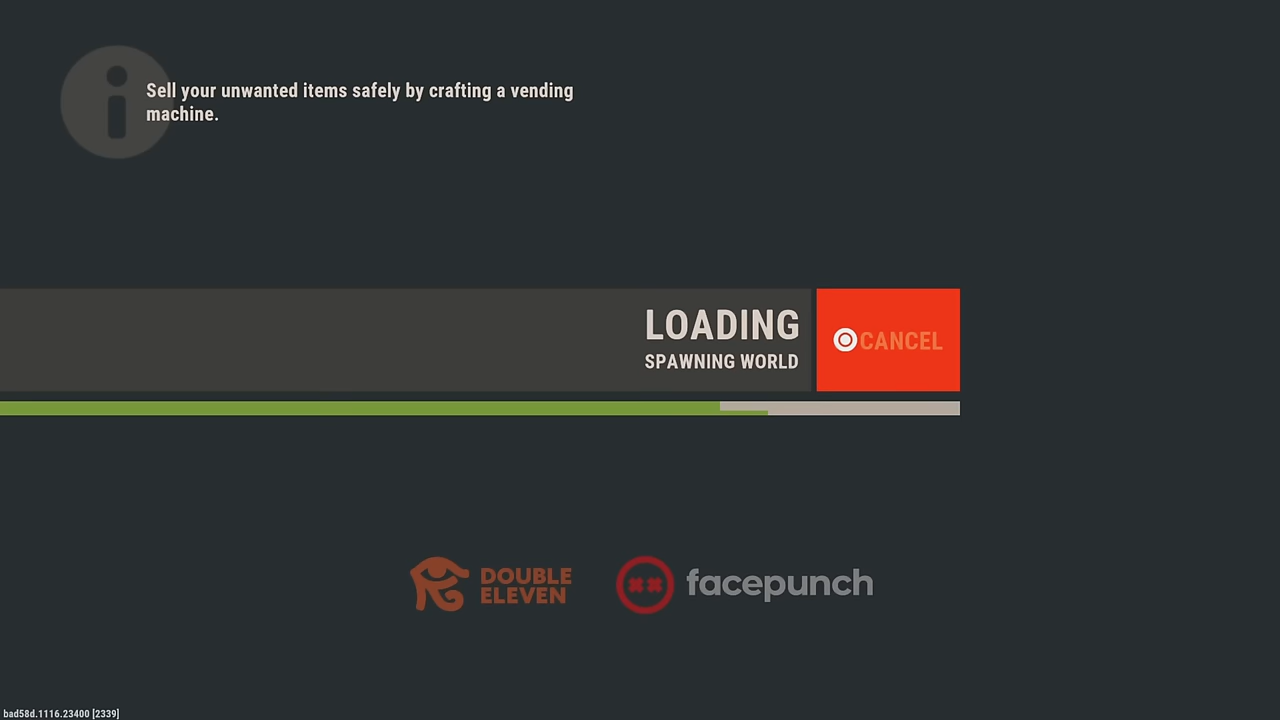 Sell your unwanted items safely by crafting a vending
machine.
LOADING
SPAWNING WORLD
CANCEL
DOUBLE
ELEVEN
facepunch
bad58d.1116.23400 [2339]